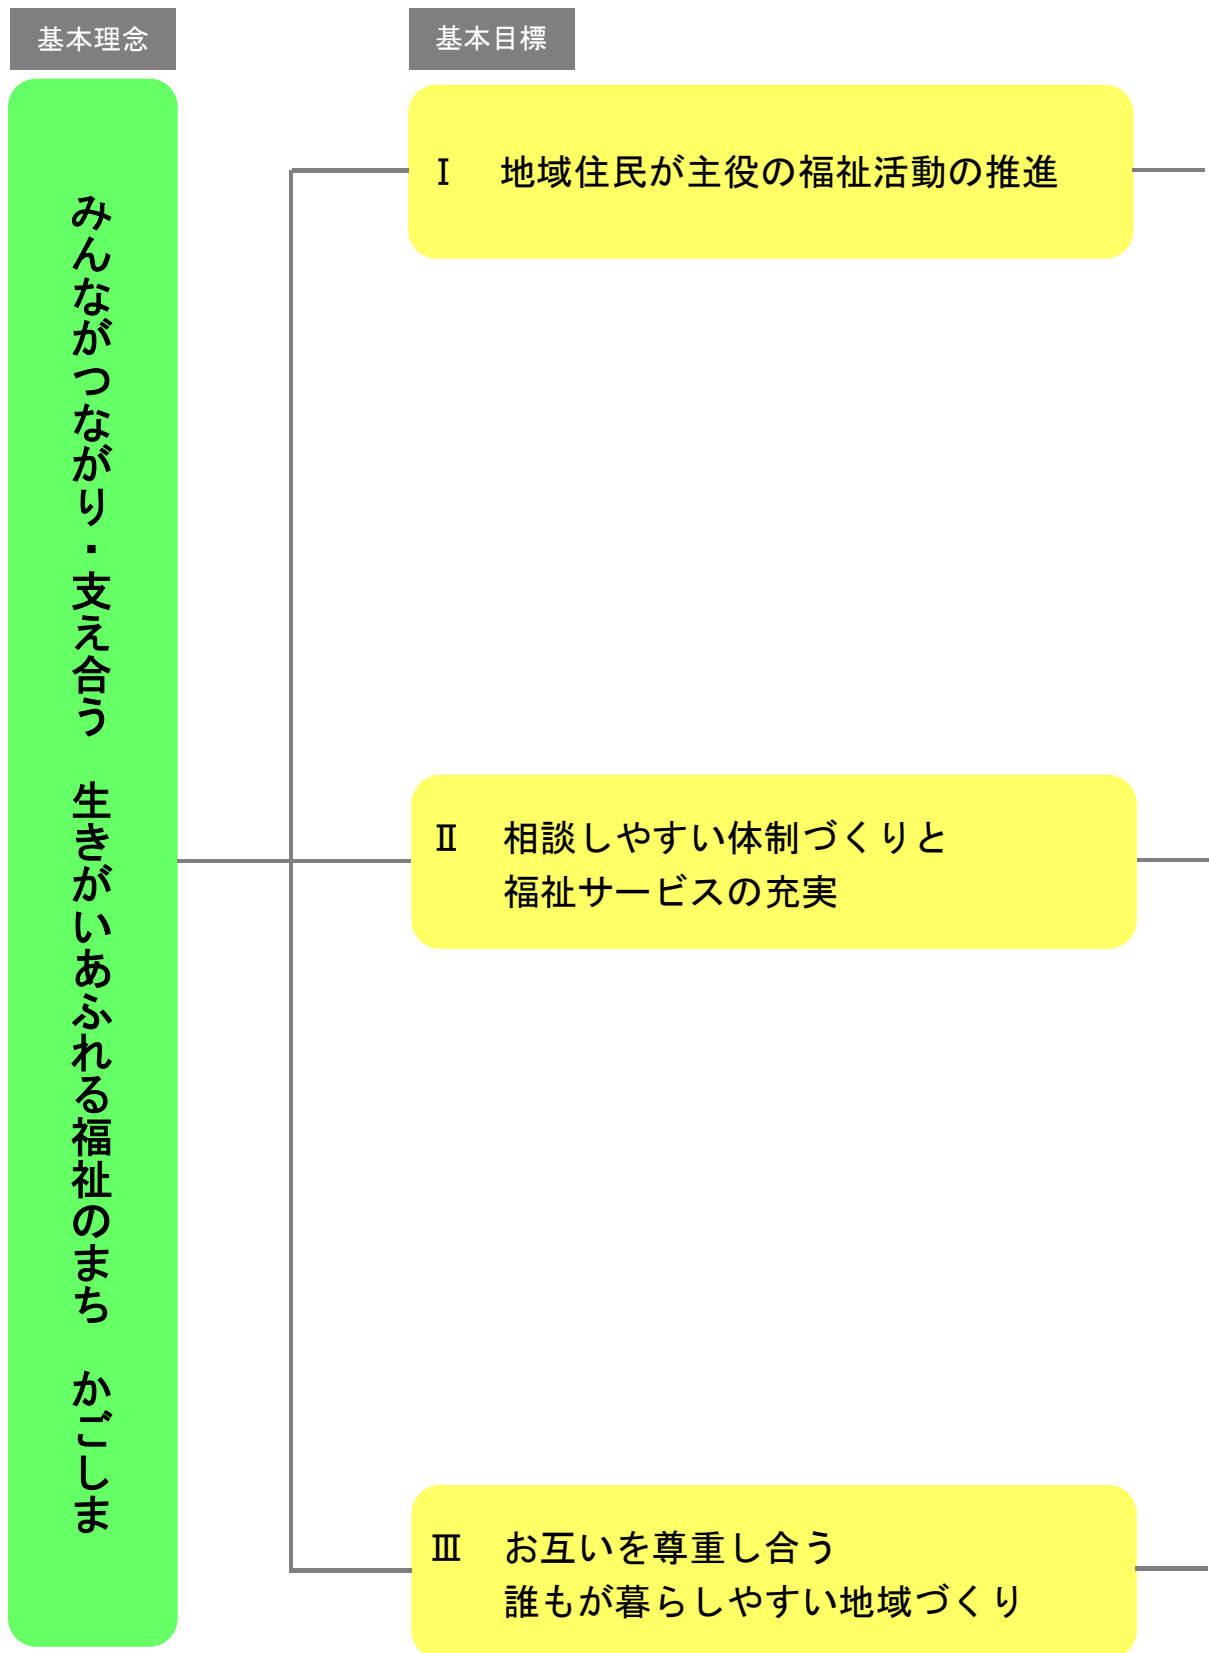 基本理念
基本目標
みんながつながり・支え合う　生きがいあふれる福祉のまち　かごしま
Ⅰ　地域住民が主役の福祉活動の推進
Ⅱ　相談しやすい体制づくりと
福祉サービスの充実
Ⅲ　お互いを尊重し合う
誰もが暮らしやすい地域づくり